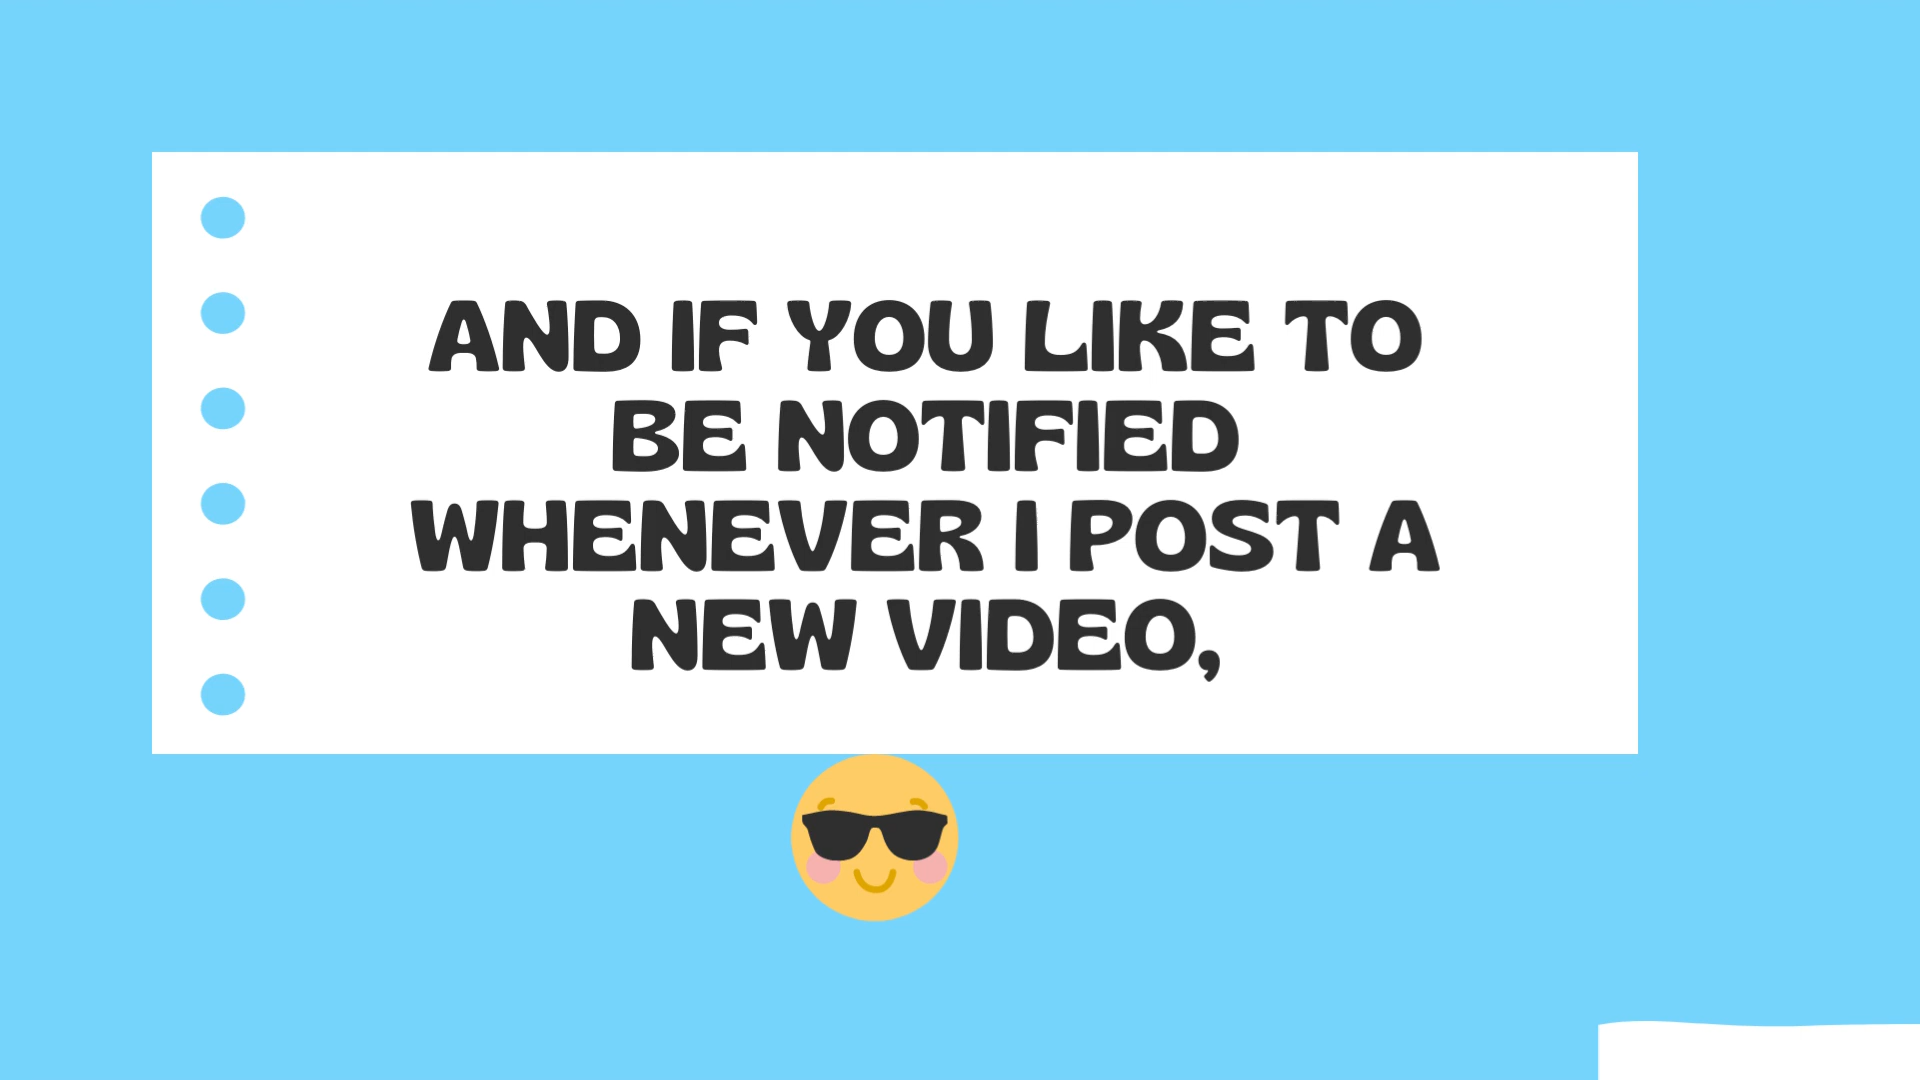 AND IF YOU LIKE TO
BE NOTIFIED
WHENEVER I POST A
NEW VIDEO,